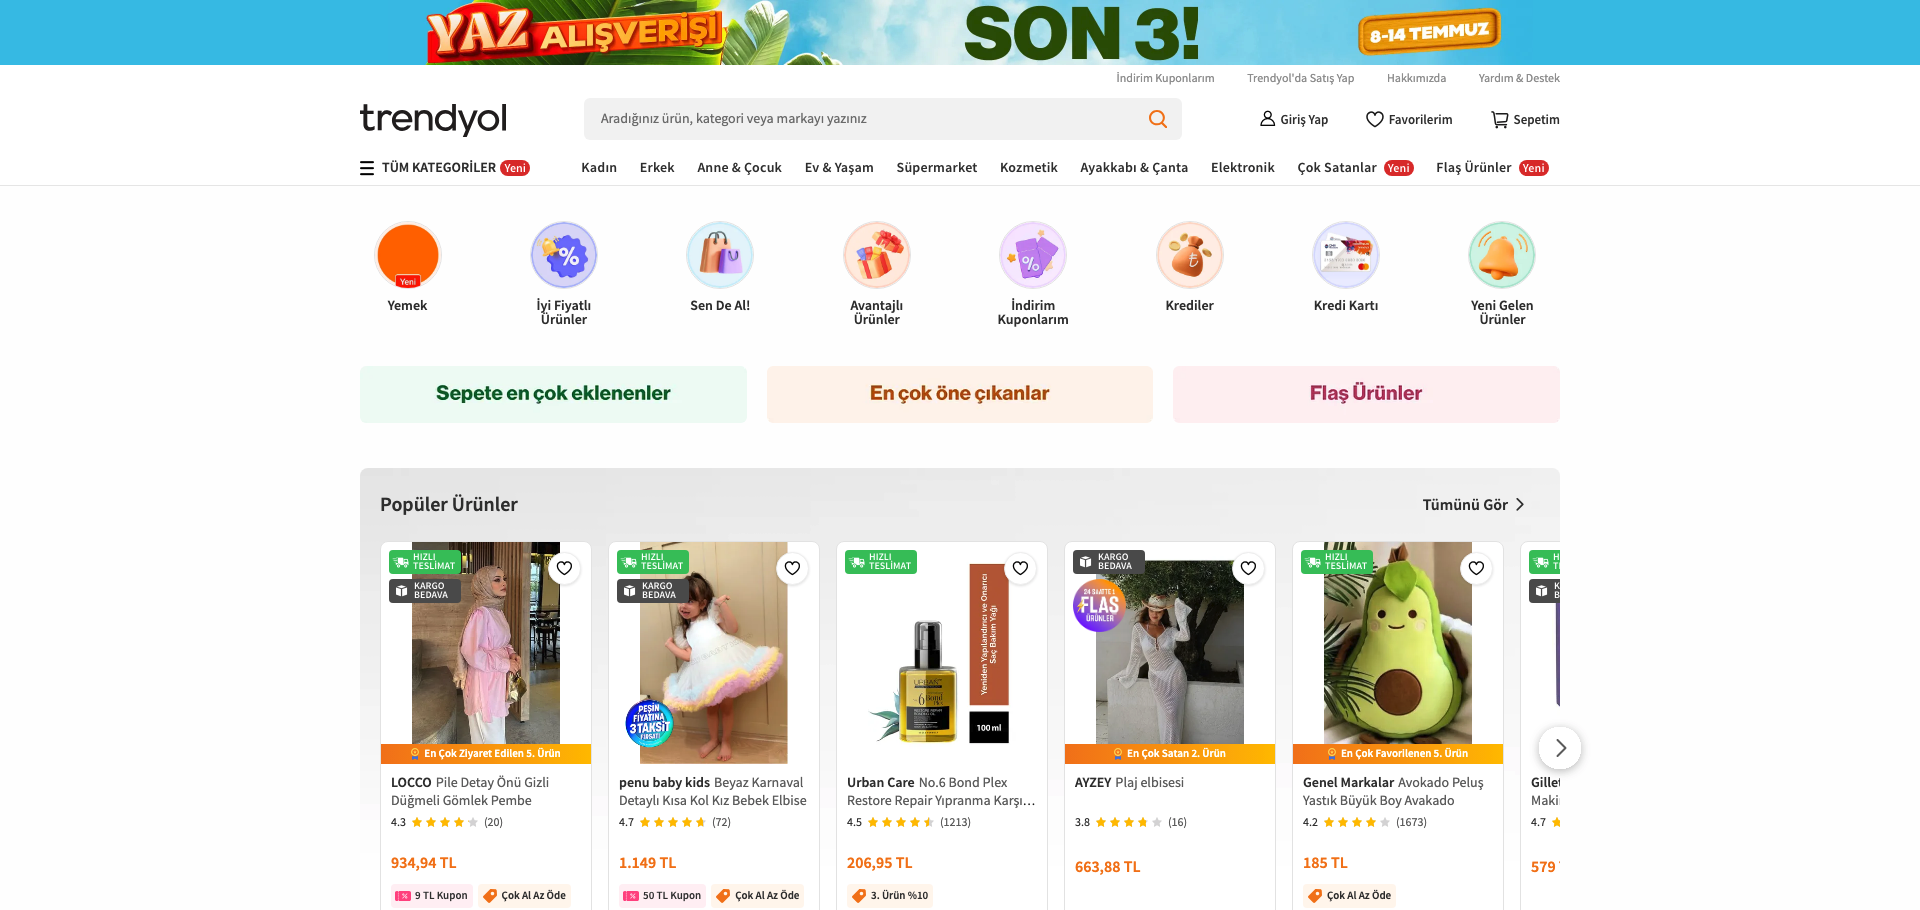 YAZ ALIŞVERİŞİ
SON 3!
8-14 TEMMUZ
İndirim Kuponlarım
Trendyol'da Satış Yap
Hakkımızda
Yardım & Destek
trendyol
Aradığınız ürün, kategori veya markayı yazınız
Giriş Yap
Favorilerim
Sepetim
TÜM KATEGORİLER Yeni
Kadın
Erkek
Anne & Çocuk
Ev & Yaşam
Süpermarket
Kozmetik
Ayakkabı & Çanta
Elektronik
Çok Satanlar Yeni
Flaş Ürünler Yeni
Yeni
Yemek
%
İyi Fiyatlı
Ürünler
Sen De Al!
Avantajlı
Ürünler
%
İndirim
Kuponlarım
₺
Krediler
Kredi Kartı
Yeni Gelen
Ürünler
Sepete en çok eklenenler
En çok öne çıkanlar
Flaş Ürünler
Popüler Ürünler
Tümünü Gör
HIZLI
TESLİMAT
KARGO
BEDAVA
En Çok Ziyaret Edilen 5. Ürün
LOCCO Pile Detay Önü Gizli
Düğmeli Gömlek Pembe
4.3 (20)
934,94 TL
9 TL Kupon
Çok Al Az Öde
HIZLI
TESLİMAT
KARGO
BEDAVA
PEŞİN
FİYATINA
3 TAKSİT
FIRSATI
penu baby kids Beyaz Karnaval
Detaylı Kısa Kol Kız Bebek Elbise
4.7 (72)
1.149 TL
50 TL Kupon
Çok Al Az Öde
HIZLI
TESLİMAT
Yeniden Yapılandırıcı ve Onarıcı
Saç Bakım Yağı
URBAN
100 ml
Urban Care No.6 Bond Plex
Restore Repair Yıpranma Karşı...
4.5 (1213)
206,95 TL
3. Ürün %10
KARGO
BEDAVA
24 SAATTE 1
FLAŞ
ÜRÜNLER
En Çok Satan 2. Ürün
AYZEY Plaj elbisesi
3.8 (16)
663,88 TL
HIZLI
TESLİMAT
En Çok Favorilenen 5. Ürün
Genel Markalar Avokado Peluş
Yastık Büyük Boy Avakado
4.2 (1673)
185 TL
Çok Al Az Öde
Gillet
Maki
4.7
579